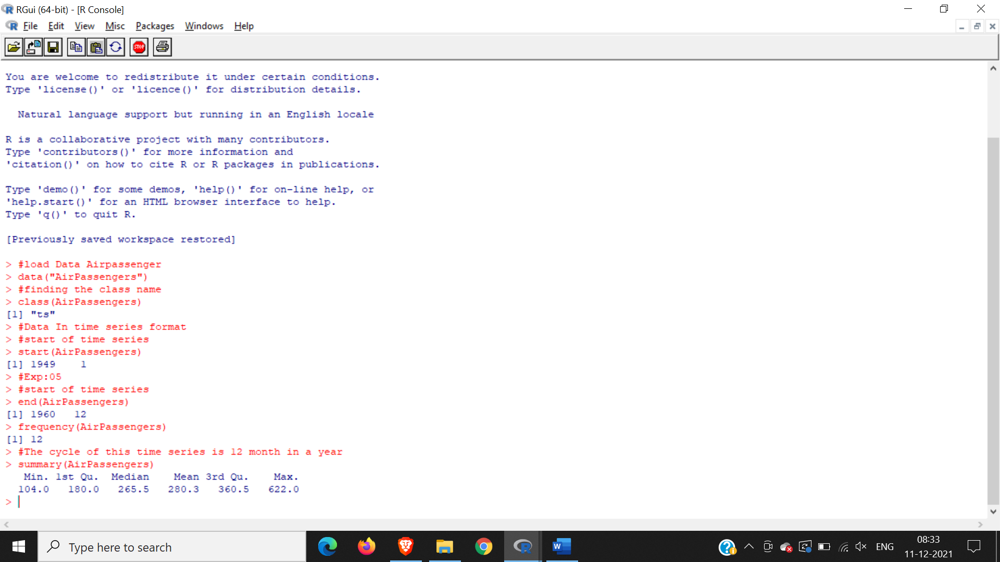 RGui (64-bit) - [R Console]
File Edit View Misc Packages Windows Help
STOP
You are welcome to redistribute it under certain conditions.
Type 'license()' or 'licence()' for distribution details.
Natural language support but running in an English locale
R is a collaborative project with many contributors.
Type 'contributors()' for more information and
'citation()' on how to cite R or R packages in publications.
Type 'demo()' for some demos, 'help()' for on-line help, or
'help.start()' for an HTML browser interface to help.
Type 'q()' to quit R.
[Previously saved workspace restored]
> #load Data Airpassenger
> data("AirPassengers")
> #finding the class name
> class(AirPassengers)
[1] "ts"
> #Data In time series format
> #start of time series
> start(AirPassengers)
[1] 1949    1
> #Exp:05
> #start of time series
> end(AirPassengers)
[1] 1960   12
> frequency(AirPassengers)
[1] 12
> #The cycle of this time series is 12 month in a year
> summary(AirPassengers)
   Min. 1st Qu.  Median    Mean 3rd Qu.    Max.
  104.0   180.0   265.5   280.3   360.5   622.0
>
Type here to search
W
ENG
08:33
11-12-2021